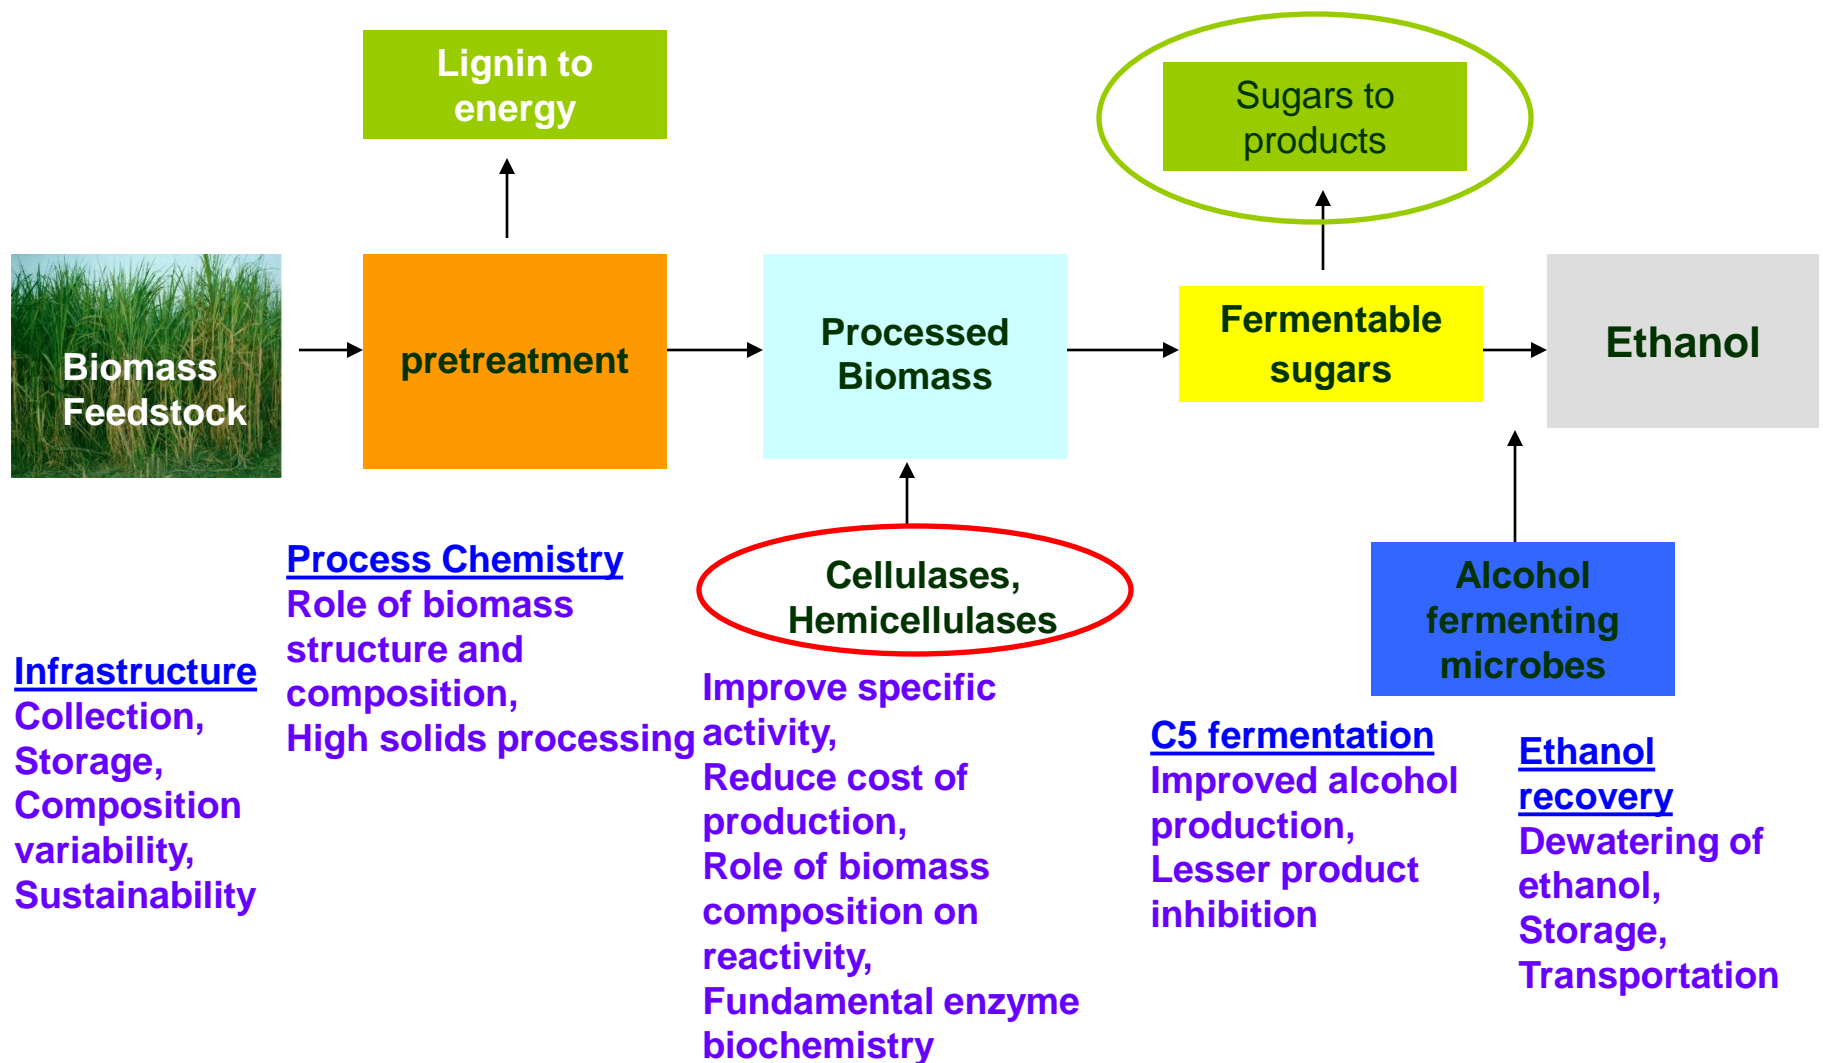 Lignin to
energy
Sugars to
products
Biomass
Feedstock
pretreatment
Processed
Biomass
Fermentable
sugars
Ethanol
Infrastructure
Collection,
Storage,
Composition
variability,
Sustainability
Process Chemistry
Role of biomass
structure and
composition,
High solids processing
Cellulases,
Hemicellulases
Improve specific
activity,
Reduce cost of
production,
Role of biomass
composition on
reactivity,
Fundamental enzyme
biochemistry
Alcohol
fermenting
microbes
C5 fermentation
Improved alcohol
production,
Lesser product
inhibition
Ethanol
recovery
Dewatering of
ethanol,
Storage,
Transportation